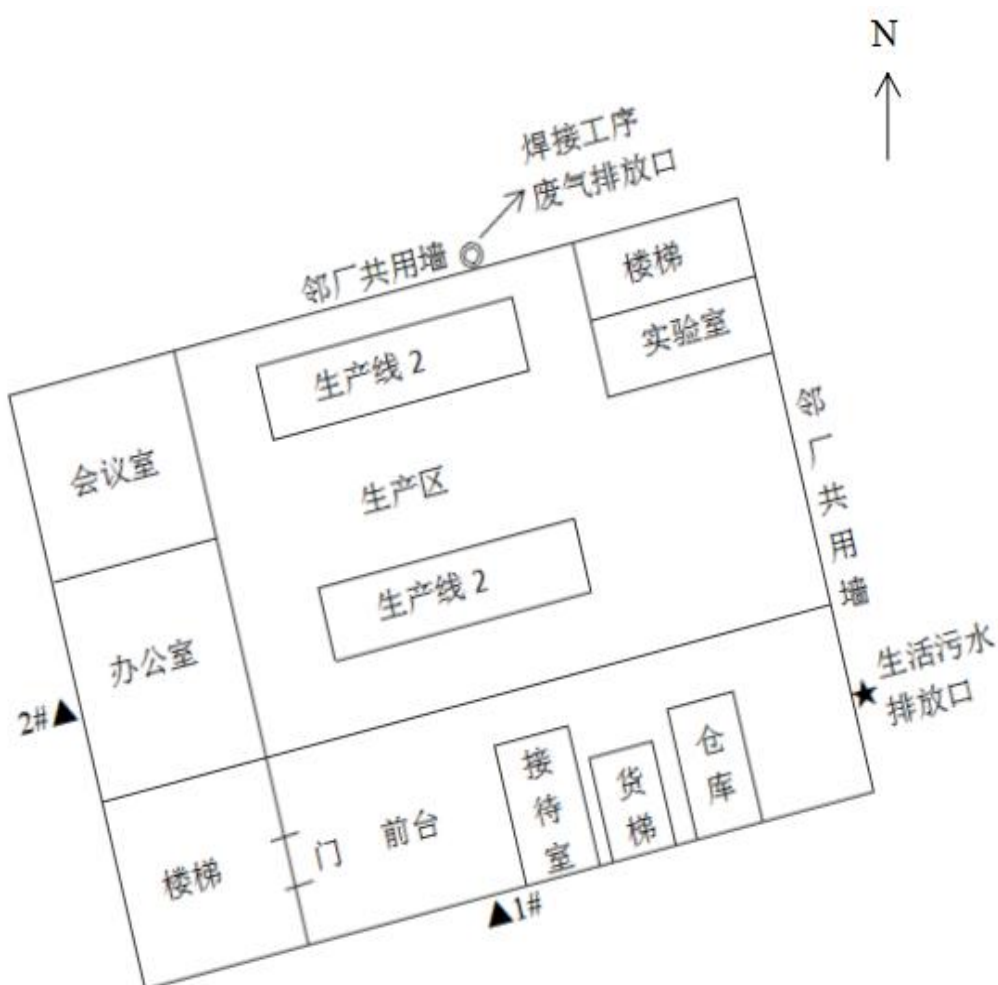 N
焊接工序
废气排放口
邻厂共用墙
楼梯
实验室
生产线 2
会议室
生产区
邻厂共用墙
生产线 2
办公室
生活污水
排放口
2#
接待室
货梯
仓库
门
前台
楼梯
1#